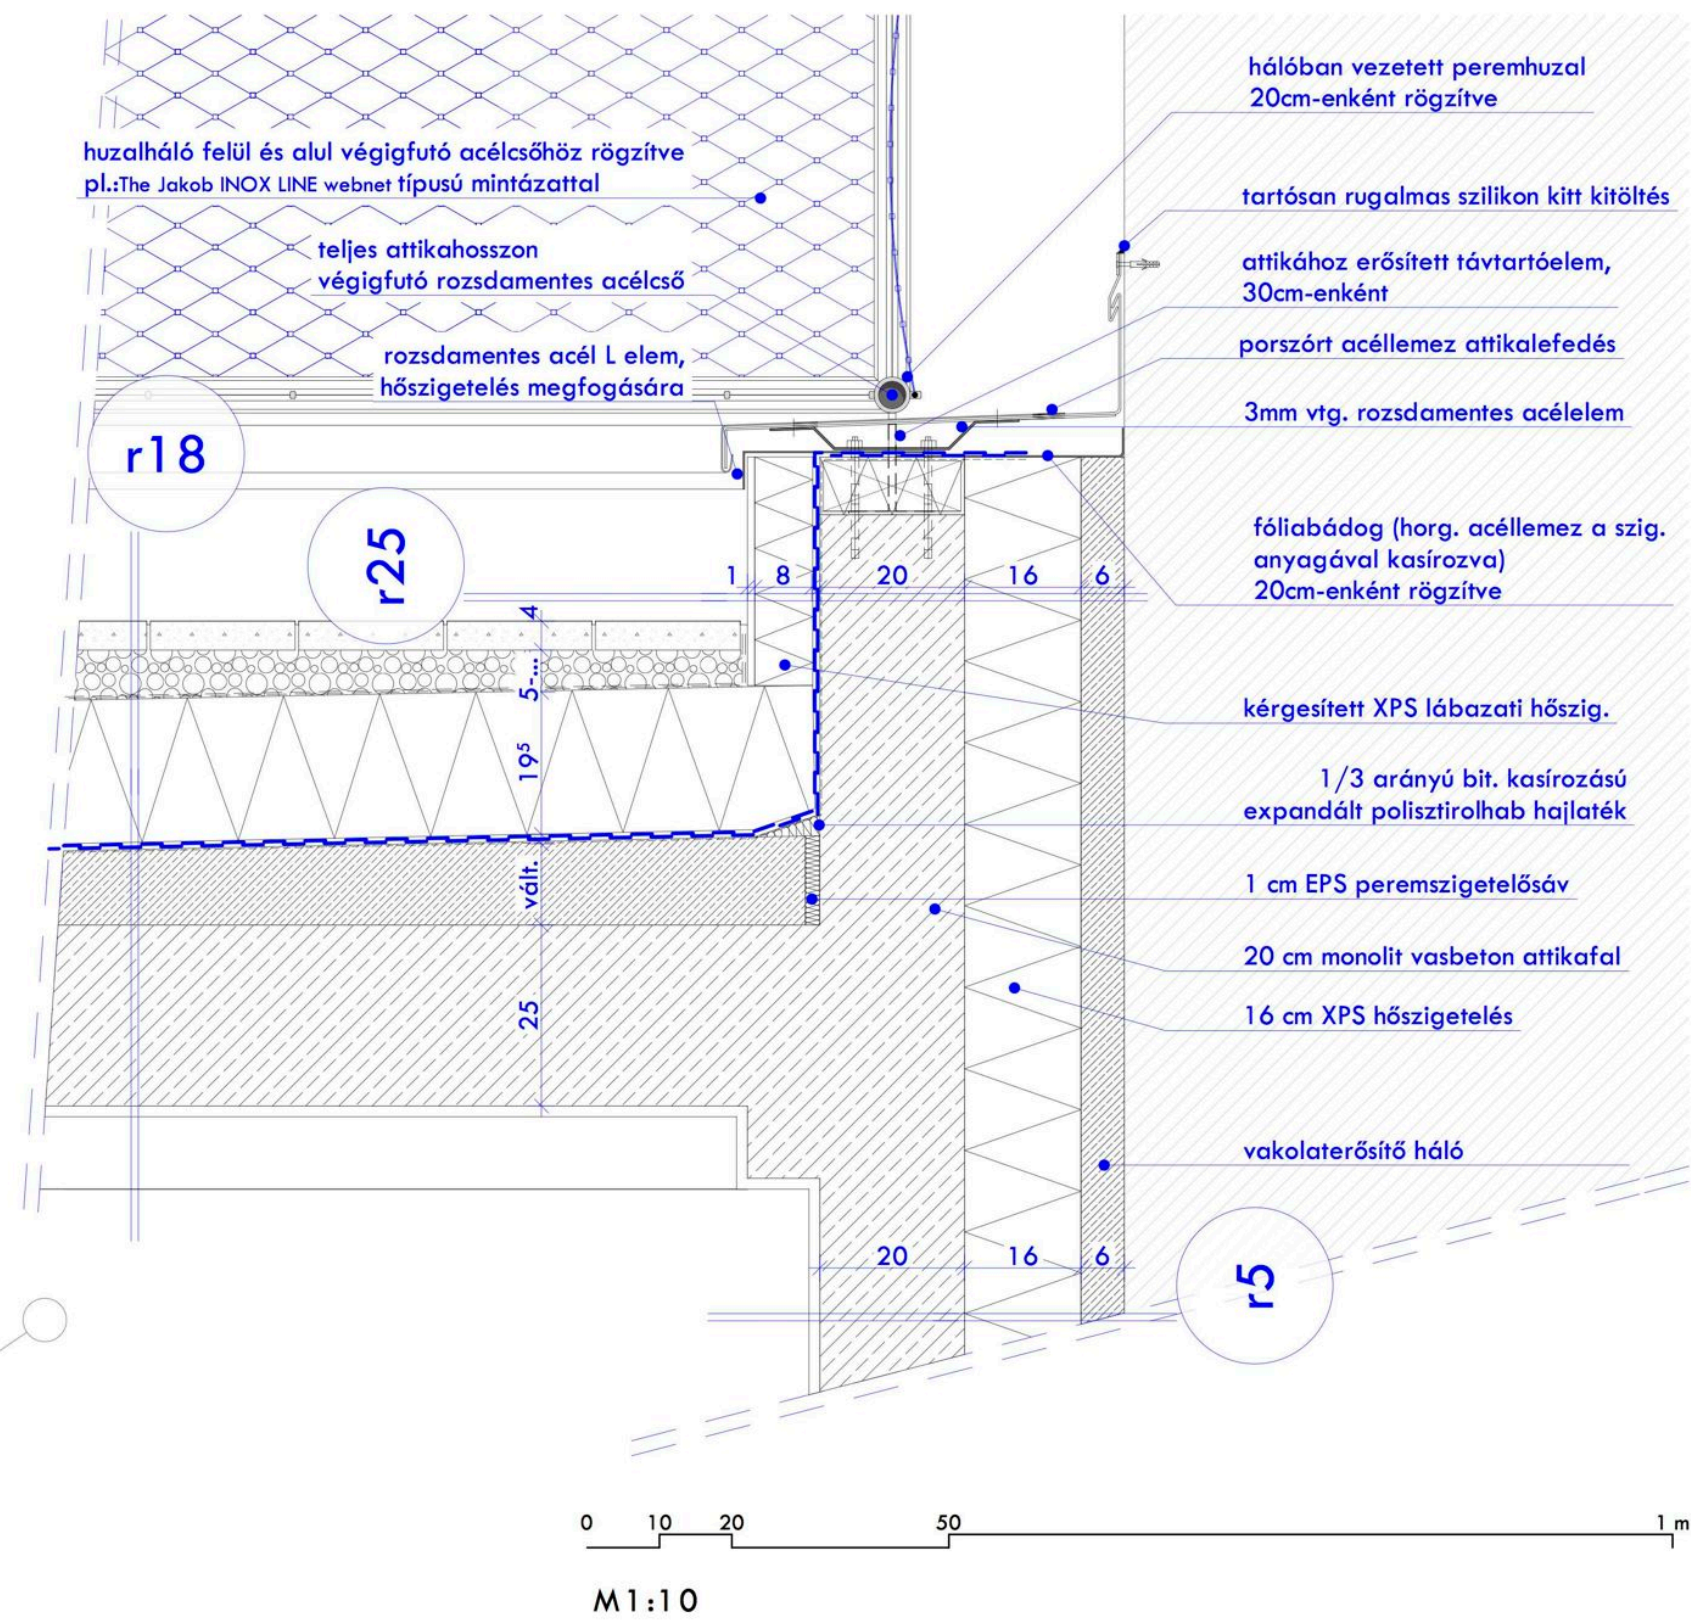 huzalháló felül és alul végigfutó acélcsőhöz rögzítve
pl.:The Jakob INOX LINE webnet típusú mintázattal
teljes attikahosszon
végigfutó rozsdamentes acélcső
rozsdamentes acél L elem,
hőszigetelés megfogására
r18
r25
hálóban vezetett peremhuzal
20cm-enként rögzítve
tartósan rugalmas szilikon kitt kitöltés
attikához erősített távtartóelem,
30cm-enként
porszórt acéllemez attikalefedés
3mm vtg. rozsdamentes acélelem
fóliabádog (horg. acéllemez a szig.
anyagával kasírozva)
20cm-enként rögzítve
1 8 20 16 6
4
5-...
19⁵
vált.
25
kérgesített XPS lábazati hőszig.
1/3 arányú bit. kasírozású
expandált polisztirolhab hajlaték
1 cm EPS peremszigetelősáv
20 cm monolit vasbeton attikafal
16 cm XPS hőszigetelés
vakolaterősítő háló
20 16 6
r5
0 10 20 50 1 m
M1:10